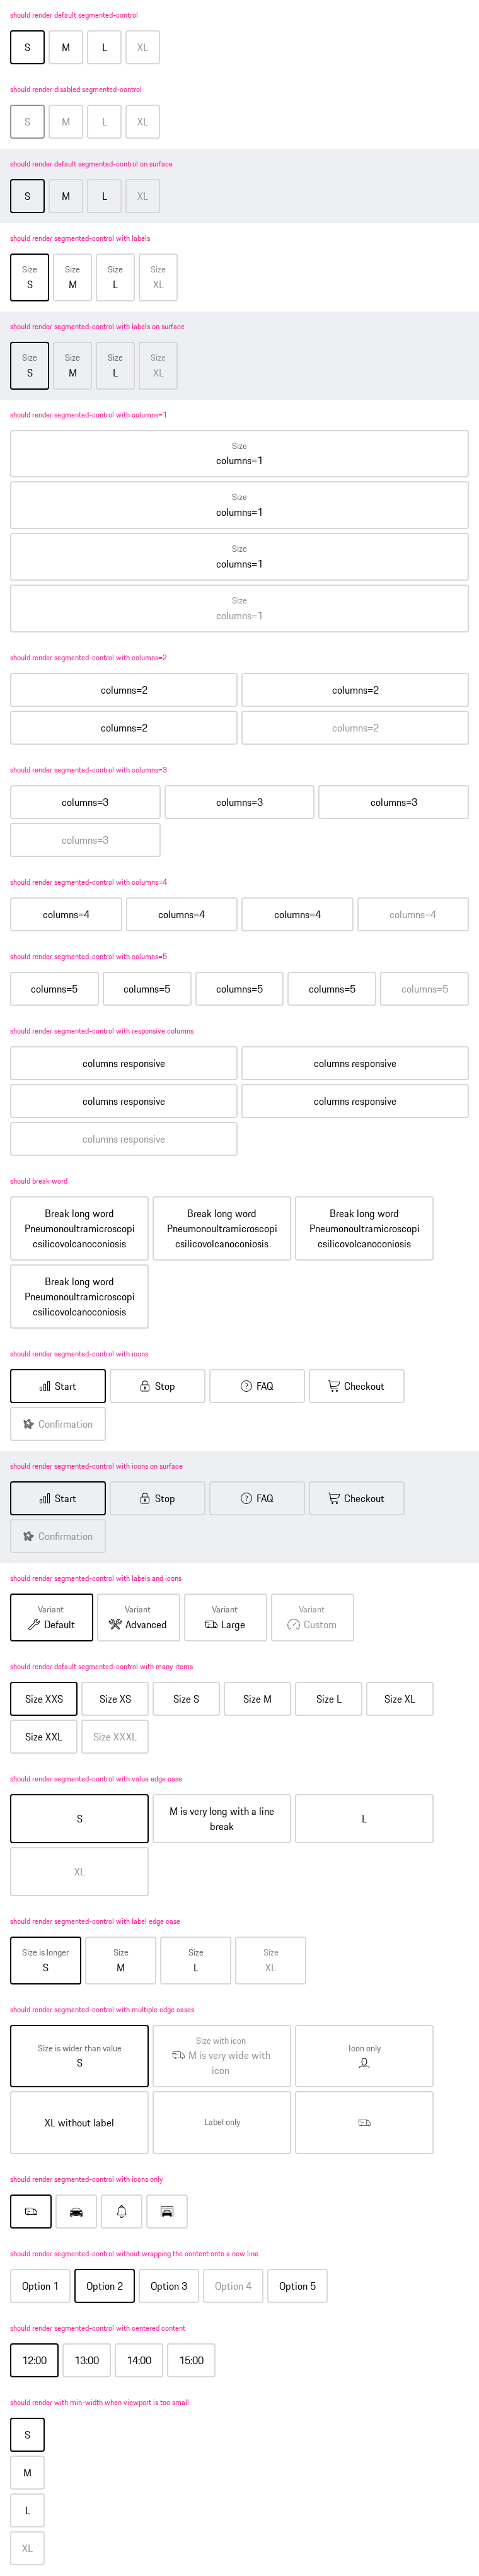 should render default segmented-control
S M L XL
should render disabled segmented-control
S M L XL
should render default segmented-control on surface
S M L XL
should render segmented-control with labels
Size Size Size Size
S M L XL
should render segmented-control with labels on surface
Size Size Size Size
S M L XL
should render segmented-control with columns=1
Size
columns=1
Size
columns=1
Size
columns=1
Size
columns=1
should render segmented-control with columns=2
columns=2 columns=2
columns=2 columns=2
should render segmented-control with columns=3
columns=3 columns=3 columns=3
columns=3
should render segmented-control with columns=4
columns=4 columns=4 columns=4 columns=4
should render segmented-control with columns=5
columns=5 columns=5 columns=5 columns=5 columns=5
should render segmented-control with responsive columns
columns responsive columns responsive
columns responsive columns responsive
columns responsive
should break word
Break long word Break long word Break long word
Pneumonoultramicroscopi Pneumonoultramicroscopi Pneumonoultramicroscopi
csilicovolcanoconiosis csilicovolcanoconiosis csilicovolcanoconiosis
Break long word
Pneumonoultramicroscopi
csilicovolcanoconiosis
should render segmented-control with icons
Start Stop FAQ Checkout
Confirmation
should render segmented-control with icons on surface
Start Stop FAQ Checkout
Confirmation
should render segmented-control with labels and icons
Variant Variant Variant Variant
Default Advanced Large Custom
should render default segmented-control with many items
Size XXS Size XS Size S Size M Size L Size XL
Size XXL Size XXXL
should render segmented-control with value edge case
S M is very long with a line L
break
XL
should render segmented-control with label edge case
Size is longer Size Size Size
S M L XL
should render segmented-control with multiple edge cases
Size is wider than value Size with icon Icon only
S M is very wide with
icon
XL without label Label only
should render segmented-control with icons only
should render segmented-control without wrapping the content onto a new line
Option 1 Option 2 Option 3 Option 4 Option 5
should render segmented-control with centered content
12:00 13:00 14:00 15:00
should render with min-width when viewport is too small
S
M
L
XL